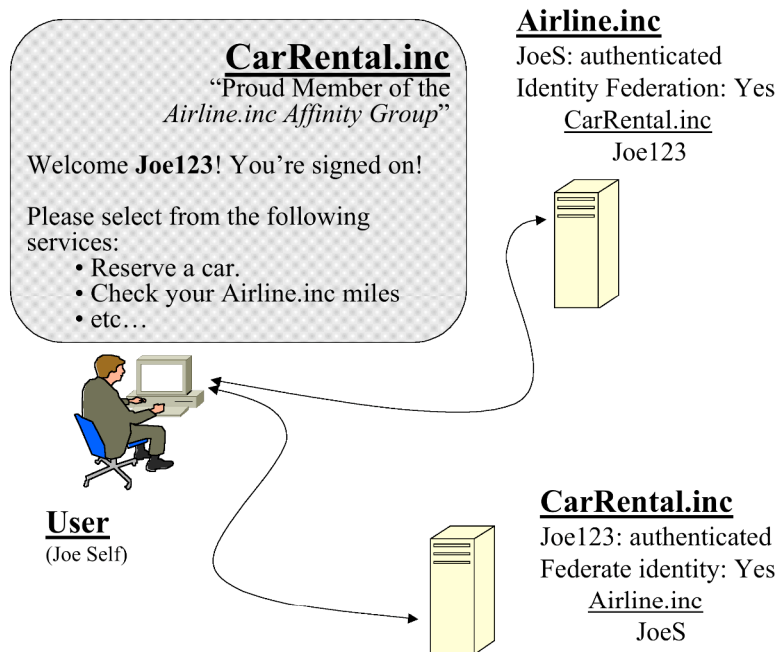 CarRental.inc
“Proud Member of the
Airline.inc Affinity Group”
Welcome Joe123! You’re signed on!
Please select from the following
services:
• Reserve a car.
• Check your Airline.inc miles
• etc…
Airline.inc
JoeS: authenticated
Identity Federation: Yes
CarRental.inc
Joe123
User
(Joe Self)
CarRental.inc
Joe123: authenticated
Federate identity: Yes
Airline.inc
JoeS